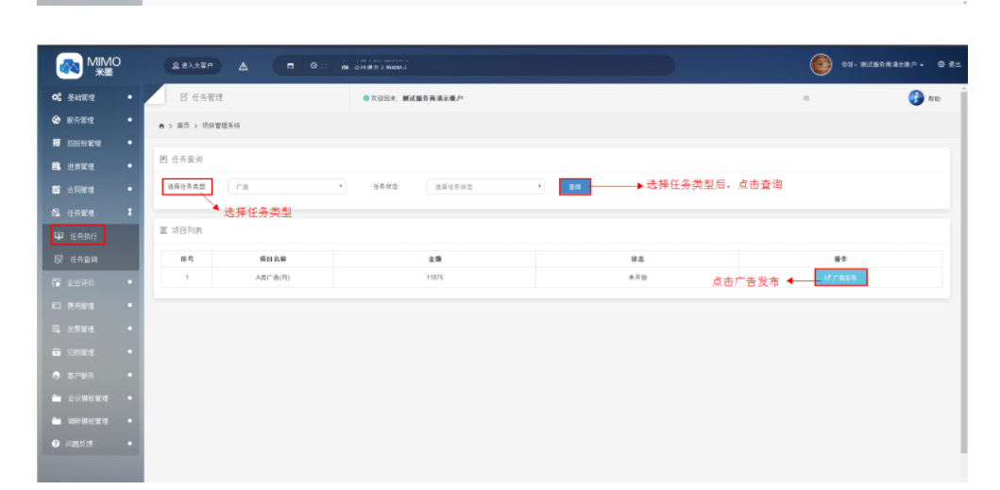 MIMO
米墨
进入大客户
你好，测试服务商演示账户
退出
基础管理
任务管理
欢迎回来，测试服务商演示账户
帮助
服务管理
首页 > 项目管理系统
招投标管理
任务查询
进度管理
选择任务类型
广告
任务状态
选择任务状态
查询
选择任务类型后，点击查询
合同管理
选择任务类型
任务管理
项目列表
任务执行
序号 项目名称 金额 状态 操作
任务查询
1 A类广告(月) 11875 未开始 广告发布
点击广告发布
企业评价
费用管理
发票管理
归档管理
客户服务
会议模板管理
调研模板管理
问题反馈